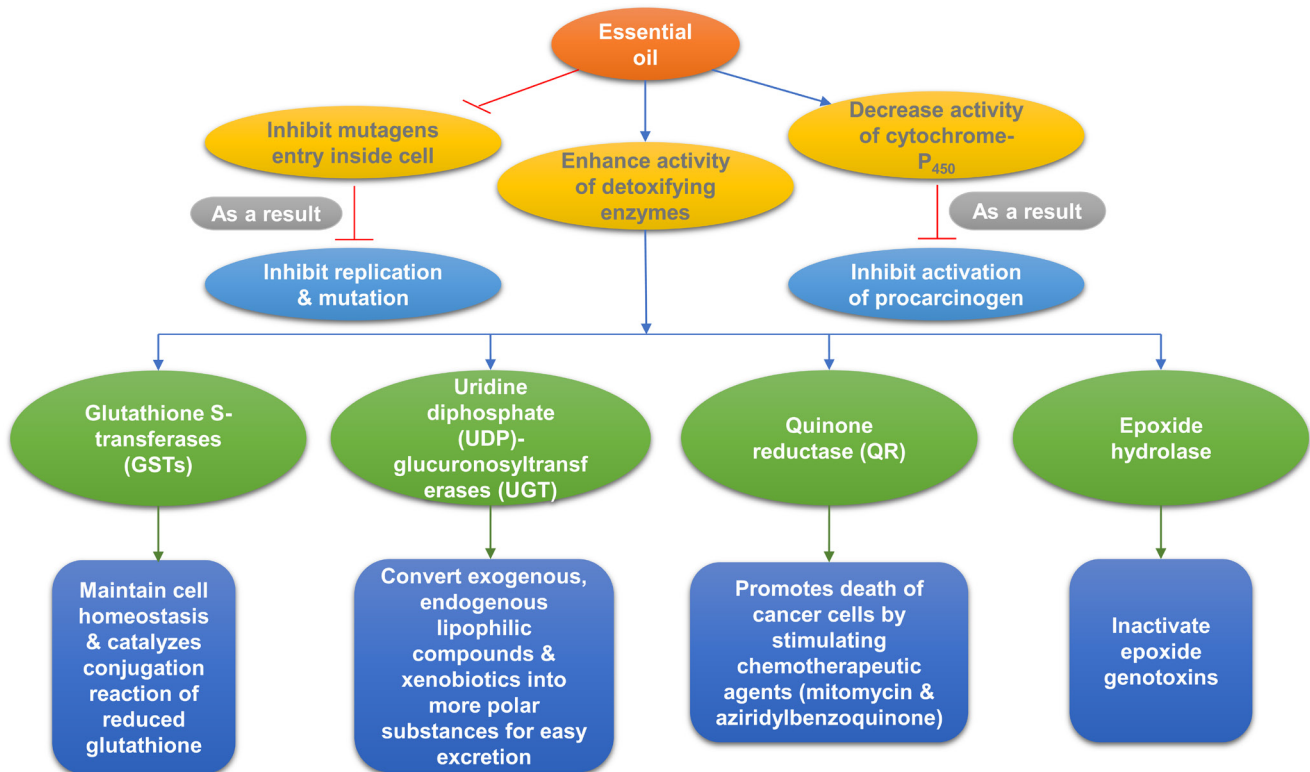 Essential
oil
Inhibit mutagens
entry inside cell
Enhance activity
of detoxifying
enzymes
Decrease activity
of cytochrome-
P450
As a result
As a result
Inhibit replication
& mutation
Inhibit activation
of procarcinogen
Glutathione S-
transferases
(GSTs)
Uridine
diphosphate
(UDP)-
glucuronosyltransf
erases (UGT)
Quinone
reductase (QR)
Epoxide
hydrolase
Maintain cell
homeostasis
& catalyzes
conjugation
reaction of
reduced
glutathione
Convert exogenous,
endogenous
lipophilic
compounds &
xenobiotics into
more polar
substances for easy
excretion
Promotes death of
cancer cells by
stimulating
chemotherapeutic
agents (mitomycin &
aziridylbenzoquinone)
Inactivate
epoxide
genotoxins